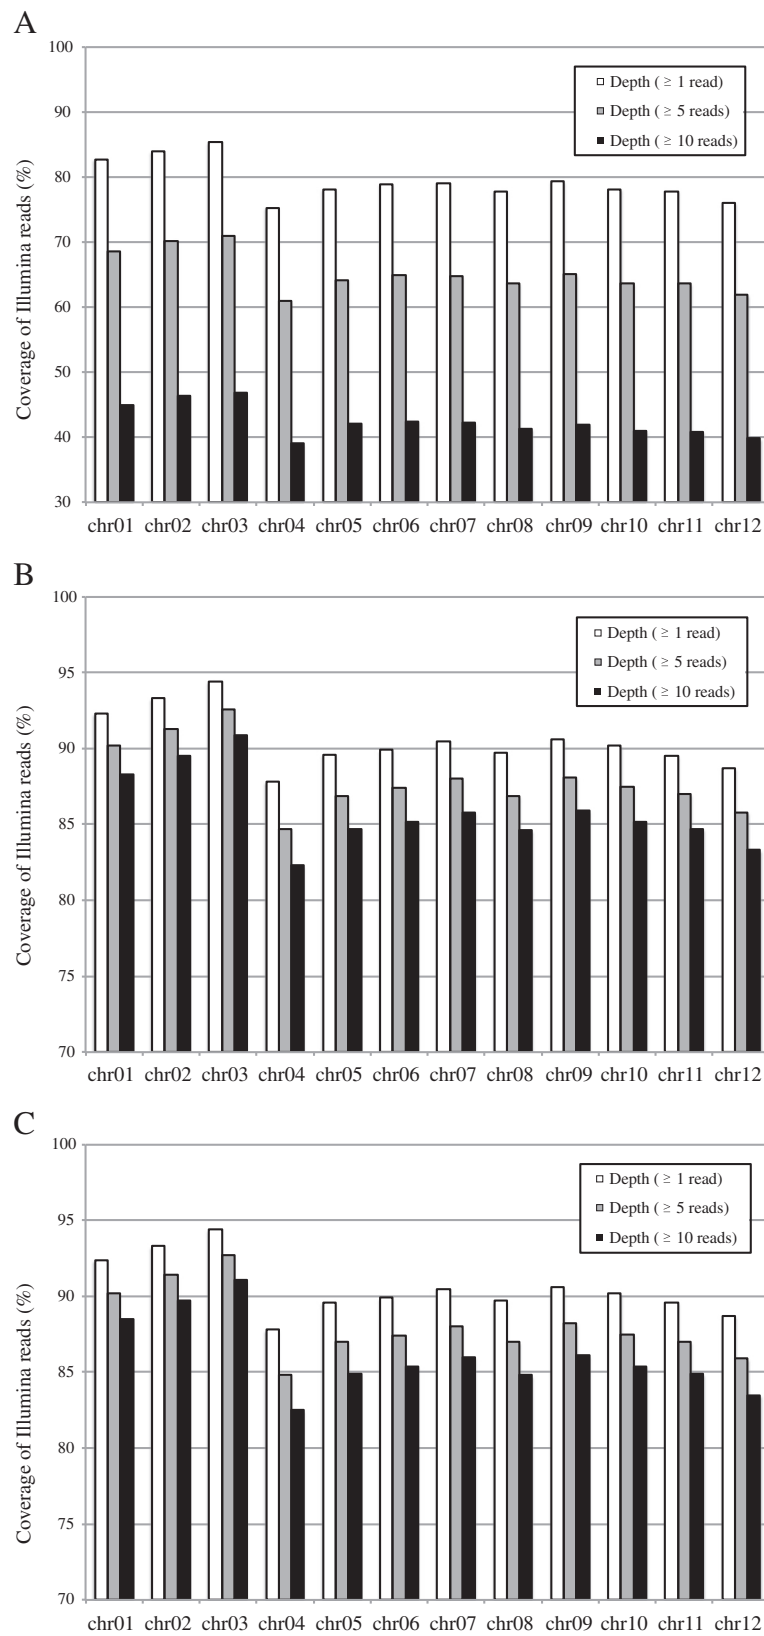 A
100
90
80
70
60
50
40
30
Coverage of Illumina reads (%)
Depth ( ≥ 1 read)
Depth ( ≥ 5 reads)
Depth ( ≥ 10 reads)
chr01 chr02 chr03 chr04 chr05 chr06 chr07 chr08 chr09 chr10 chr11 chr12
B
100
95
90
85
80
75
70
Coverage of Illumina reads (%)
Depth ( ≥ 1 read)
Depth ( ≥ 5 reads)
Depth ( ≥ 10 reads)
chr01 chr02 chr03 chr04 chr05 chr06 chr07 chr08 chr09 chr10 chr11 chr12
C
100
95
90
85
80
75
70
Coverage of Illumina reads (%)
Depth ( ≥ 1 read)
Depth ( ≥ 5 reads)
Depth ( ≥ 10 reads)
chr01 chr02 chr03 chr04 chr05 chr06 chr07 chr08 chr09 chr10 chr11 chr12